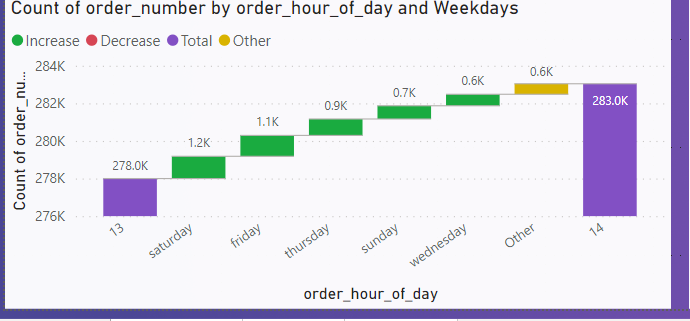 Count of order_number by order_hour_of_day and Weekdays
Increase Decrease Total Other
284K
282K
280K
278K
276K
Count of order_nu...
278.0K
1.2K
1.1K
0.9K
0.7K
0.6K
0.6K
283.0K
13
saturday
friday
thursday
sunday
wednesday
Other
14
order_hour_of_day